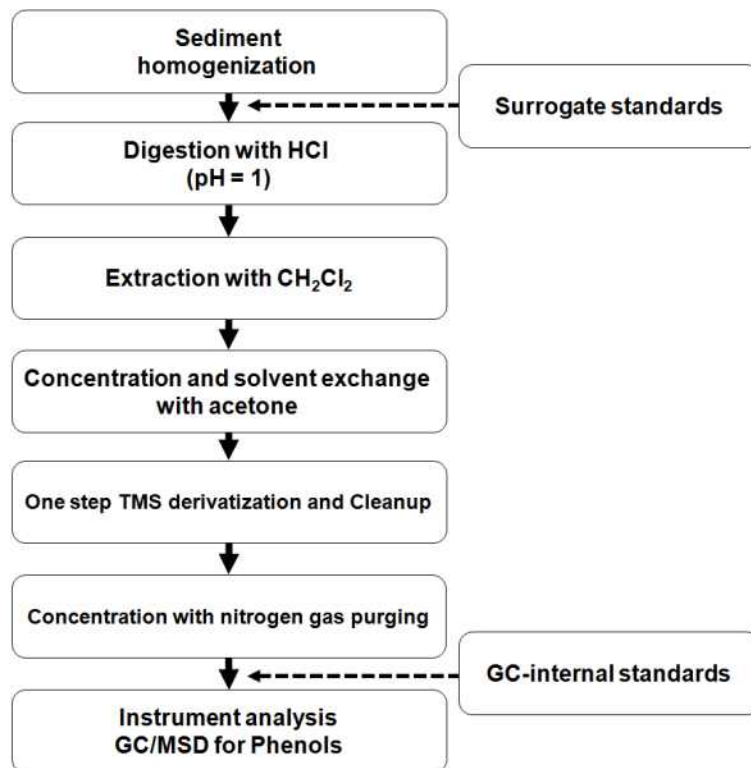 Sediment
homogenization
Surrogate standards
Digestion with HCl
(pH = 1)
Extraction with CH₂Cl₂
Concentration and solvent exchange
with acetone
One step TMS derivatization and Cleanup
Concentration with nitrogen gas purging
GC-internal standards
Instrument analysis
GC/MSD for Phenols